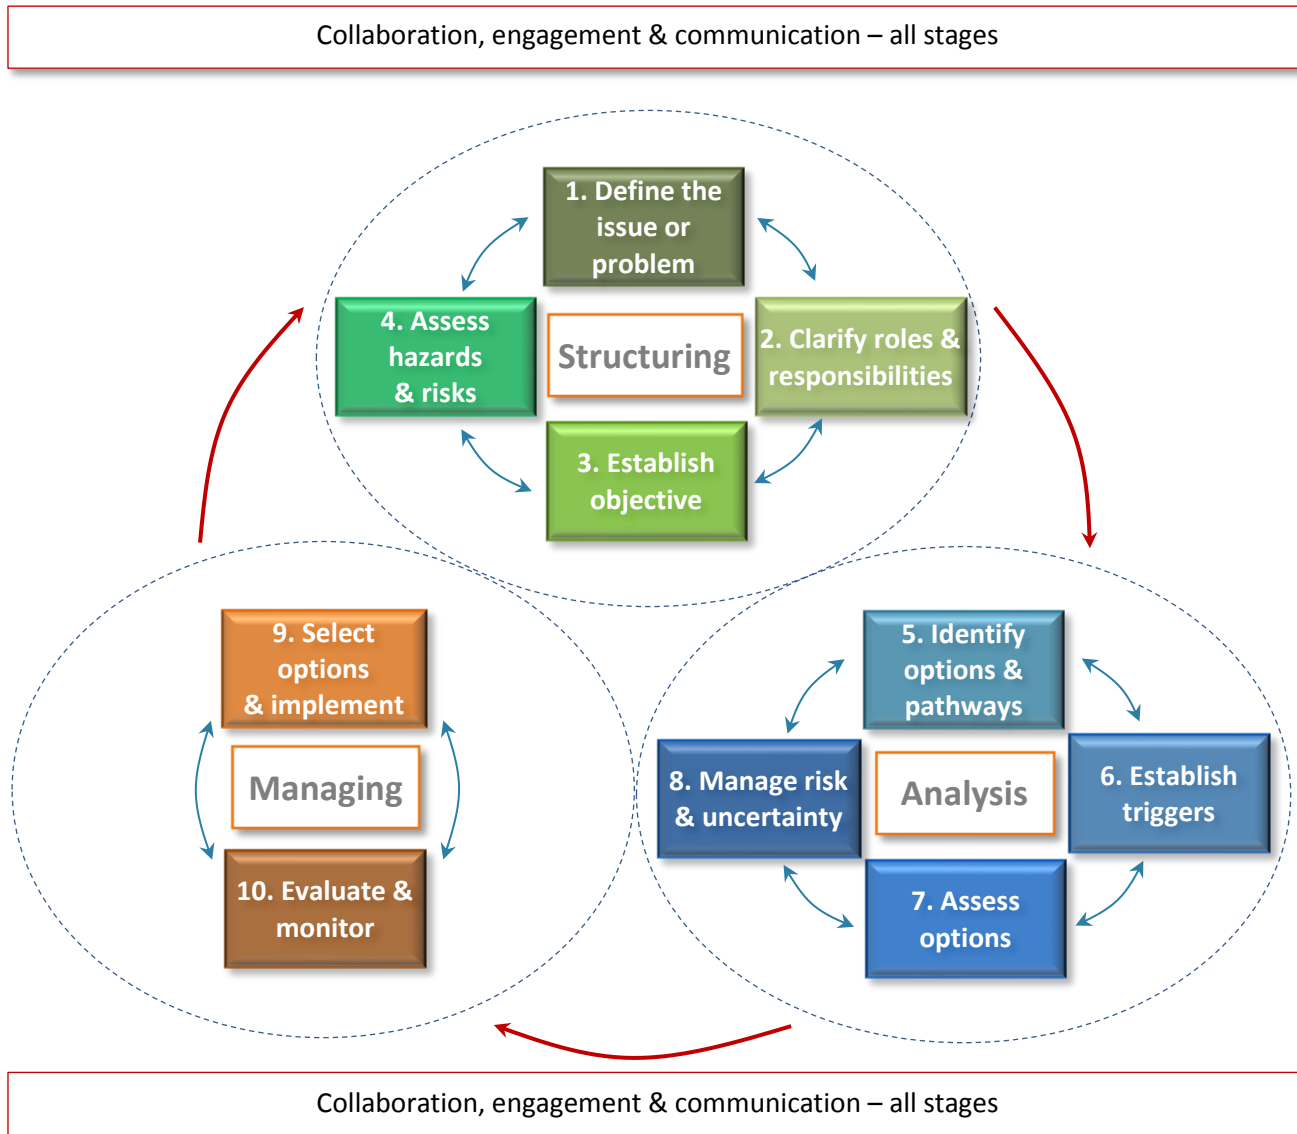 Collaboration, engagement & communication – all stages
1. Define the
issue or
problem
4. Assess
hazards
& risks
Structuring
2. Clarify roles &
responsibilities
3. Establish
objective
9. Select
options
& implement
Managing
10. Evaluate &
monitor
5. Identify
options &
pathways
8. Manage risk
& uncertainty
Analysis
6. Establish
triggers
7. Assess
options
Collaboration, engagement & communication – all stages